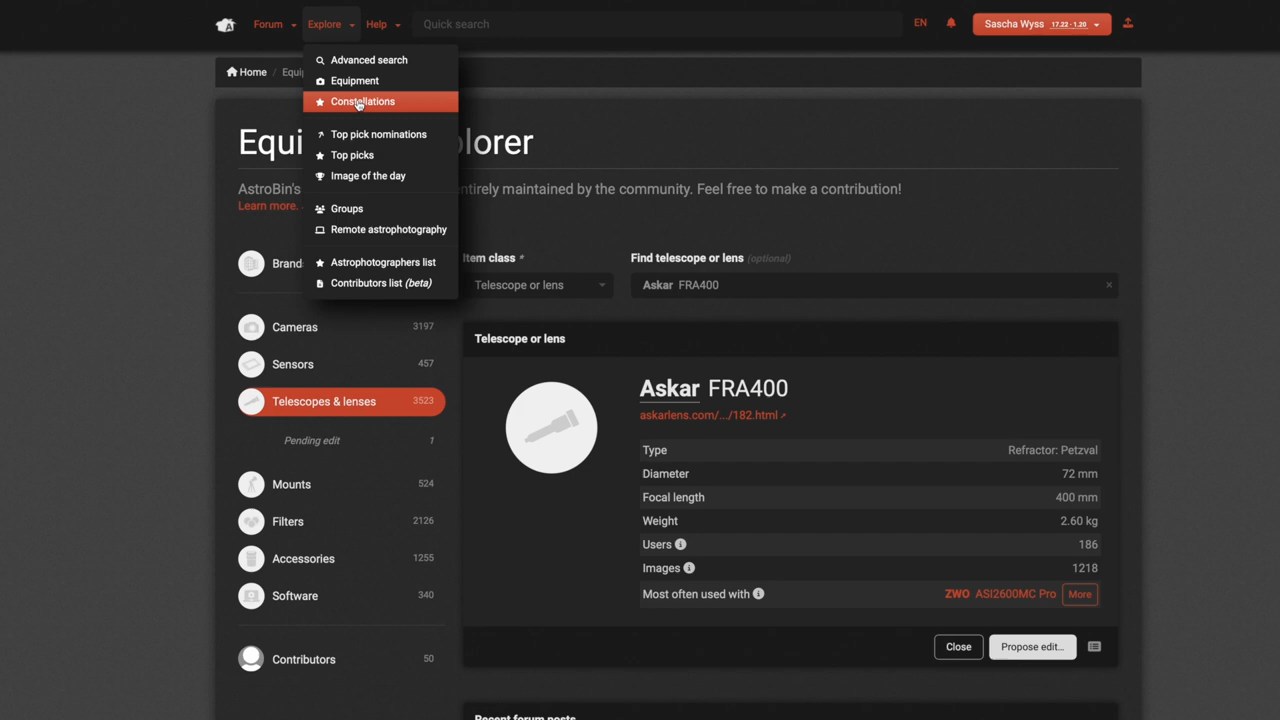 Forum Explore Help Quick search EN Sascha Wyss 17.22 · 1.20
Advanced search
Equipment
Constellations
Top pick nominations
Top picks
Image of the day
Groups
Remote astrophotography
Astrophotographers list
Contributors list (beta)
Home / Equi
Equi lorer
AstroBin's ntirely maintained by the community. Feel free to make a contribution!
Learn more.
Brand
Cameras 3197
Sensors 457
Telescopes & lenses 3523
Pending edit 1
Mounts 524
Filters 2126
Accessories 1255
Software 340
Contributors 50
Item class *
Telescope or lens
Find telescope or lens (optional)
Askar FRA400 ×
Telescope or lens
Askar FRA400
askarlens.com/.../182.html
Type Refractor: Petzval
Diameter 72 mm
Focal length 400 mm
Weight 2.60 kg
Users 186
Images 1218
Most often used with ZWO ASI2600MC Pro More
Close Propose edit...
Recent forum posts